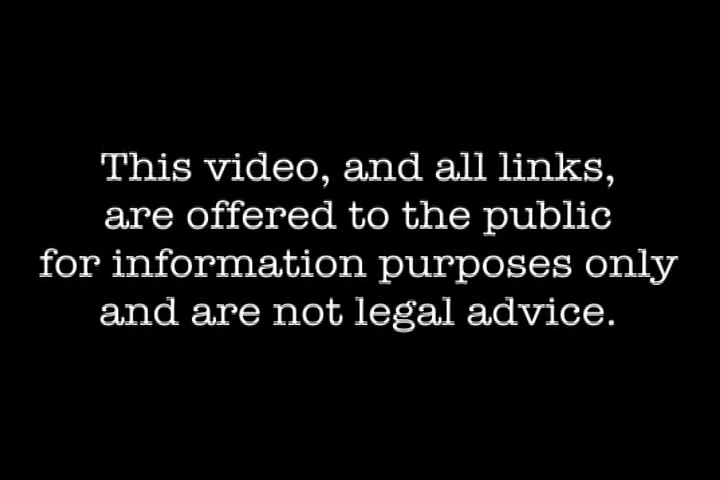 This video, and all links,
are offered to the public
for information purposes only
and are not legal advice.